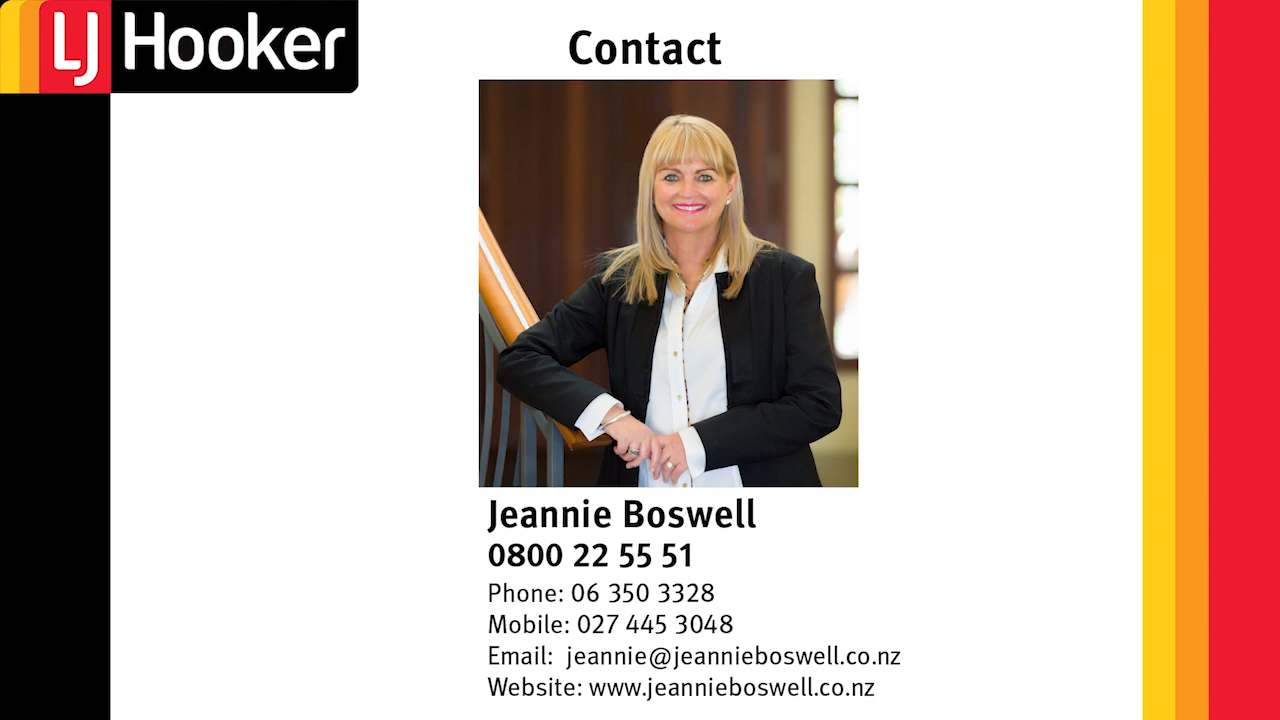 LJ Hooker
Contact
Jeannie Boswell
0800 22 55 51
Phone: 06 350 3328
Mobile: 027 445 3048
Email: jeannie@jeannieboswell.co.nz
Website: www.jeannieboswell.co.nz